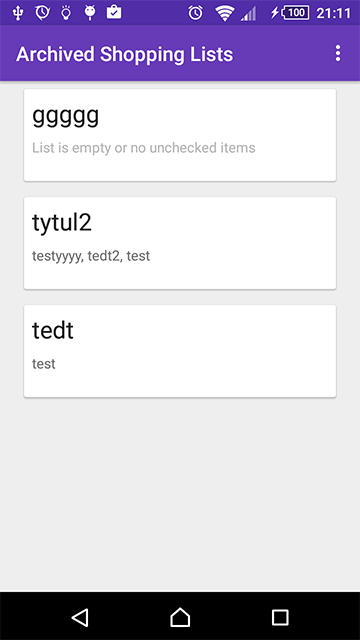 100 21:11
Archived Shopping Lists
ggggg
List is empty or no unchecked items
tytul2
testyyyy, tedt2, test
tedt
test